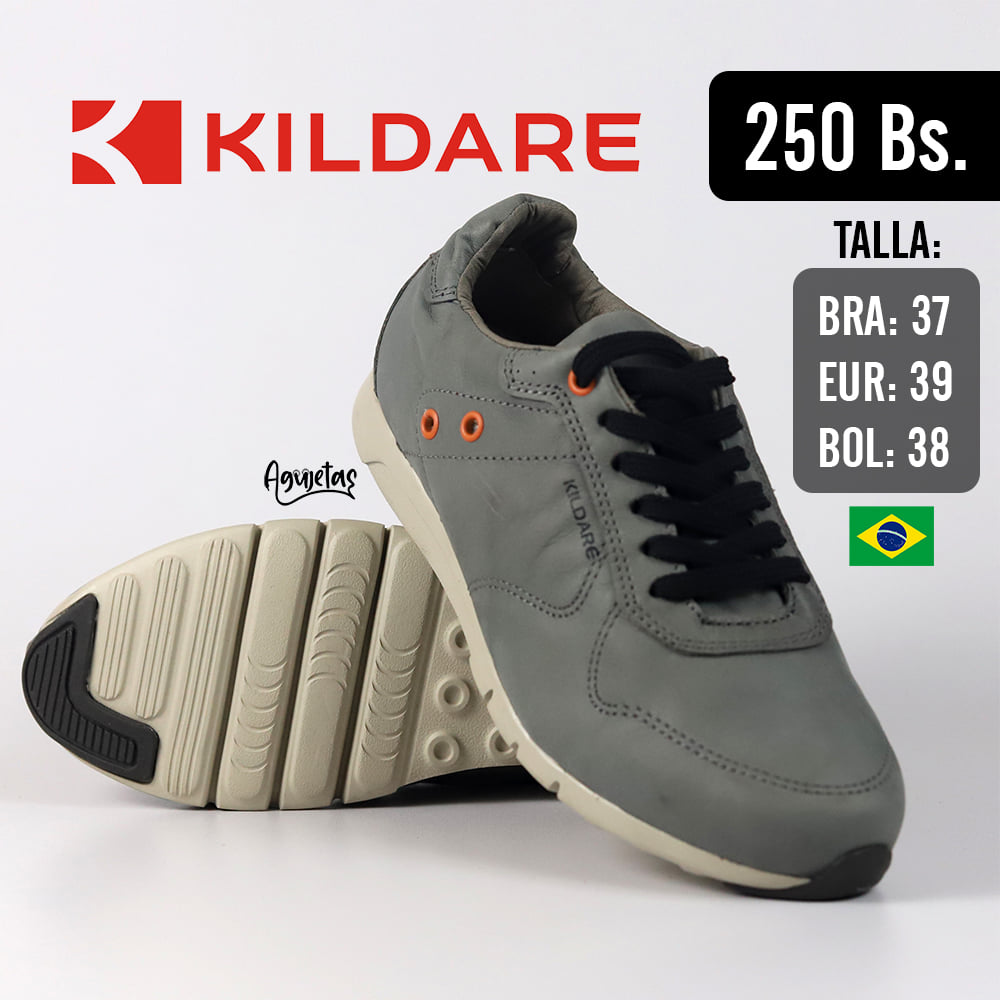 KILDARE
250 Bs.
TALLA:
BRA: 37
EUR: 39
BOL: 38
Agujetas
KILDARE